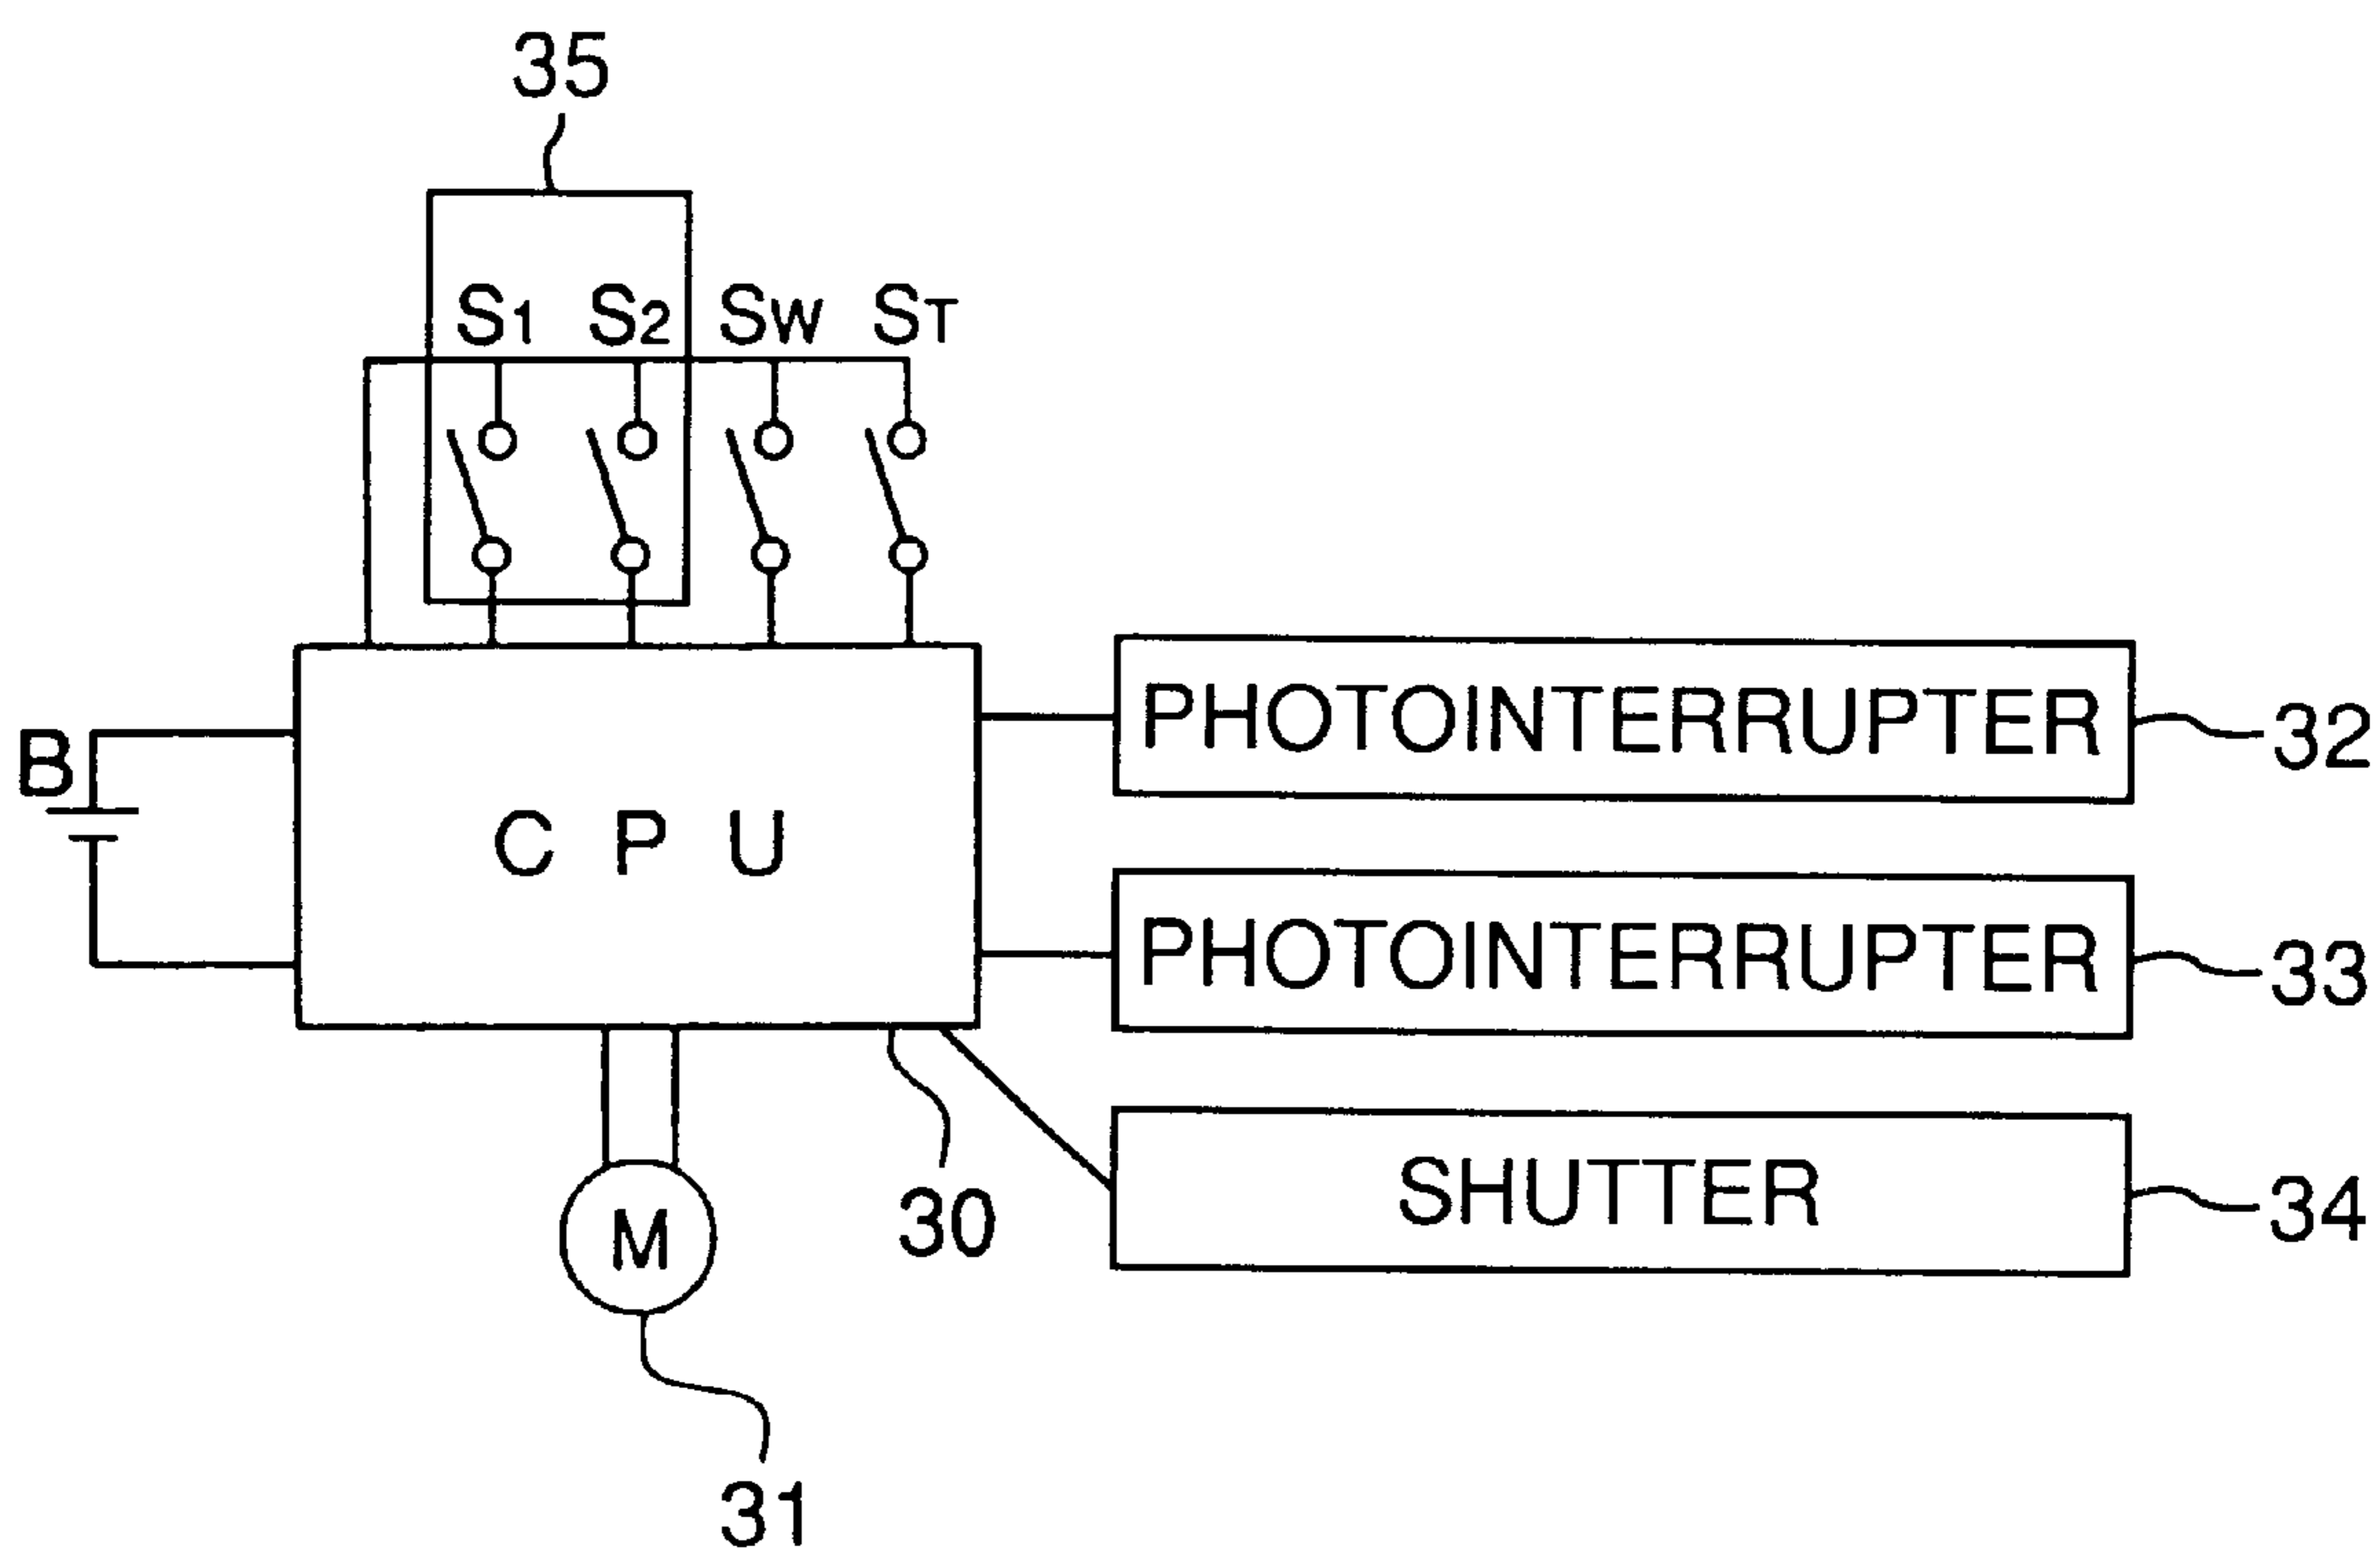 35
S1 S2 SW ST
PHOTOINTERRUPTER 32
B
C P U
PHOTOINTERRUPTER 33
SHUTTER 34
30
M
31